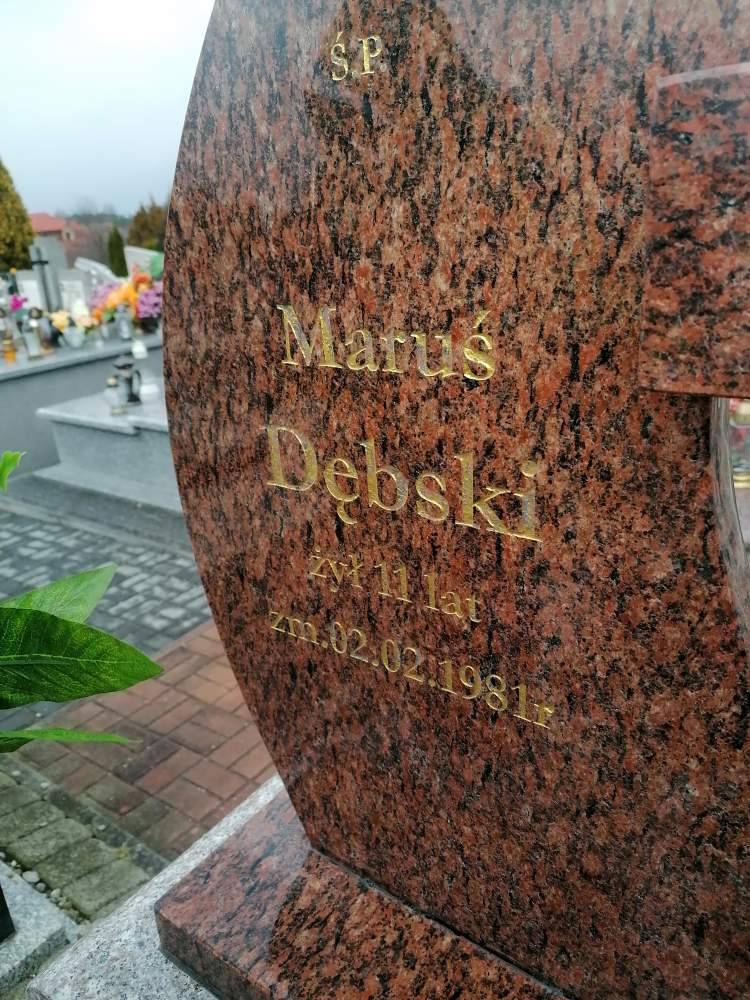 Ś.P.
Maruś
Dębski
żył 11 lat
zm.02.02.1981r